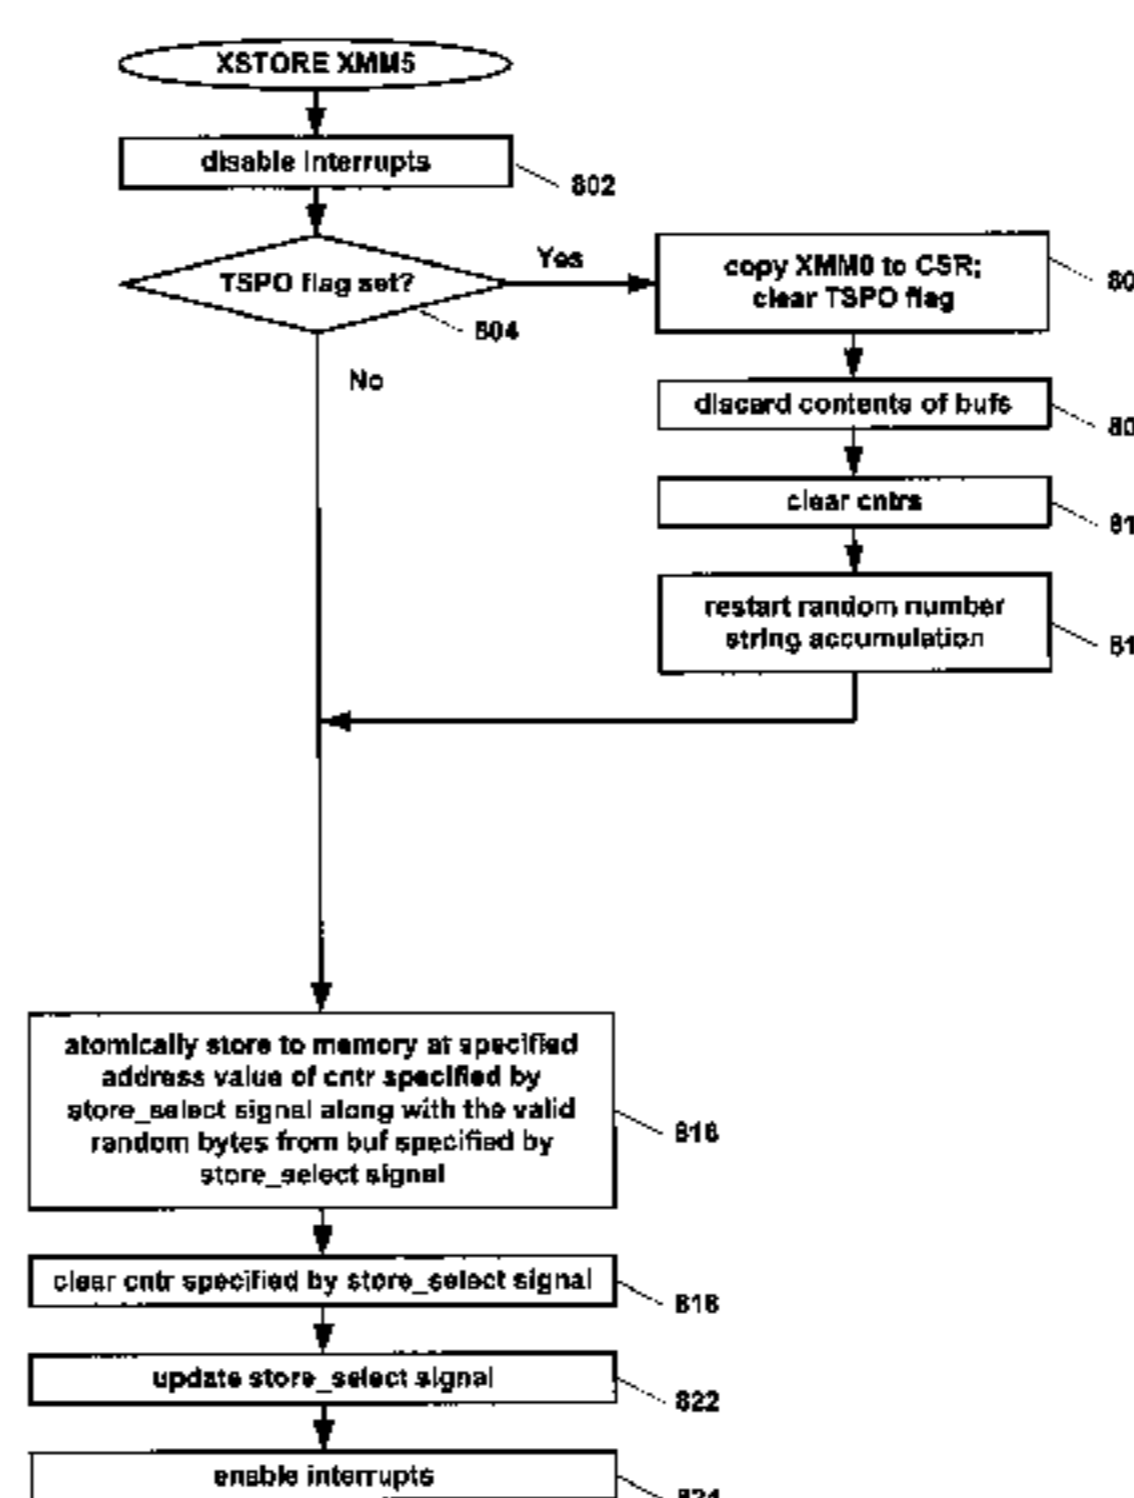 XSTORE XMM5
disable interrupts
802
TSPO flag set?
804
Yes
No
copy XMM0 to CSR;
clear TSPO flag
discard contents of bufs
clear cntrs
restart random number
string accumulation
atomically store to memory at specified
address value of cntr specified by
store_select signal along with the valid
random bytes from buf specified by
store_select signal
816
clear cntr specified by store_select signal
818
update store_select signal
822
enable interrupts